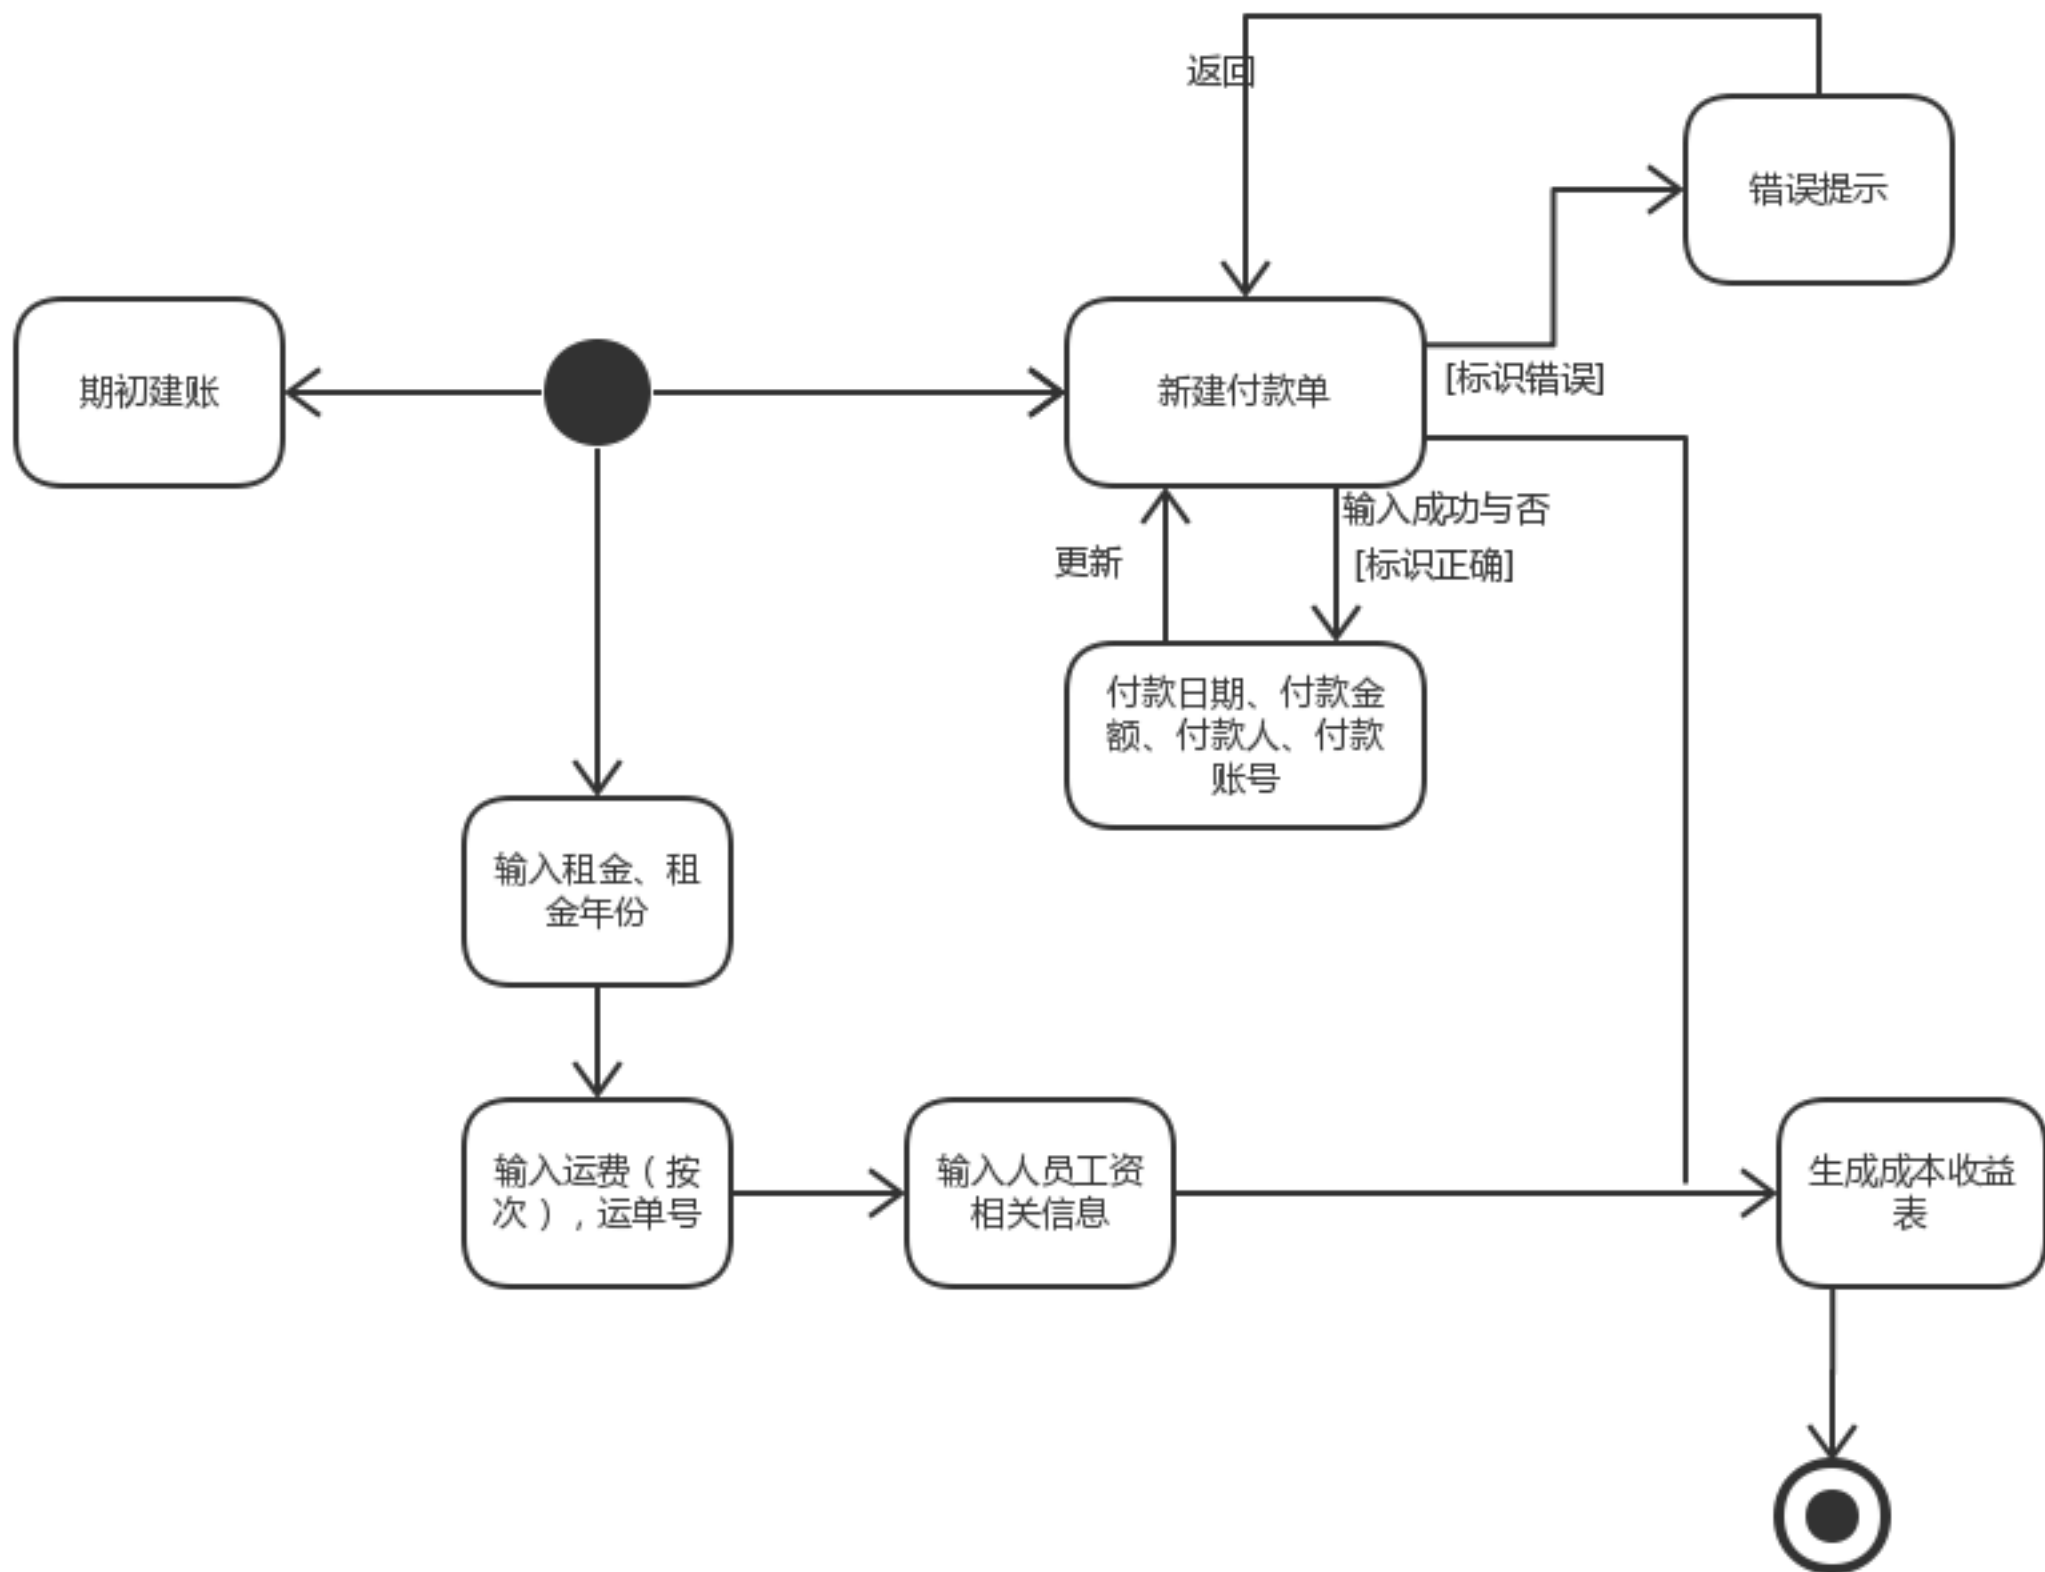 返回
错误提示
期初建账
新建付款单
[标识错误]
输入成功与否
更新
[标识正确]
付款日期、付款金
额、付款人、付款
账号
输入租金、租
金年份
输入运费（按
次），运单号
输入人员工资
相关信息
生成成本收益
表